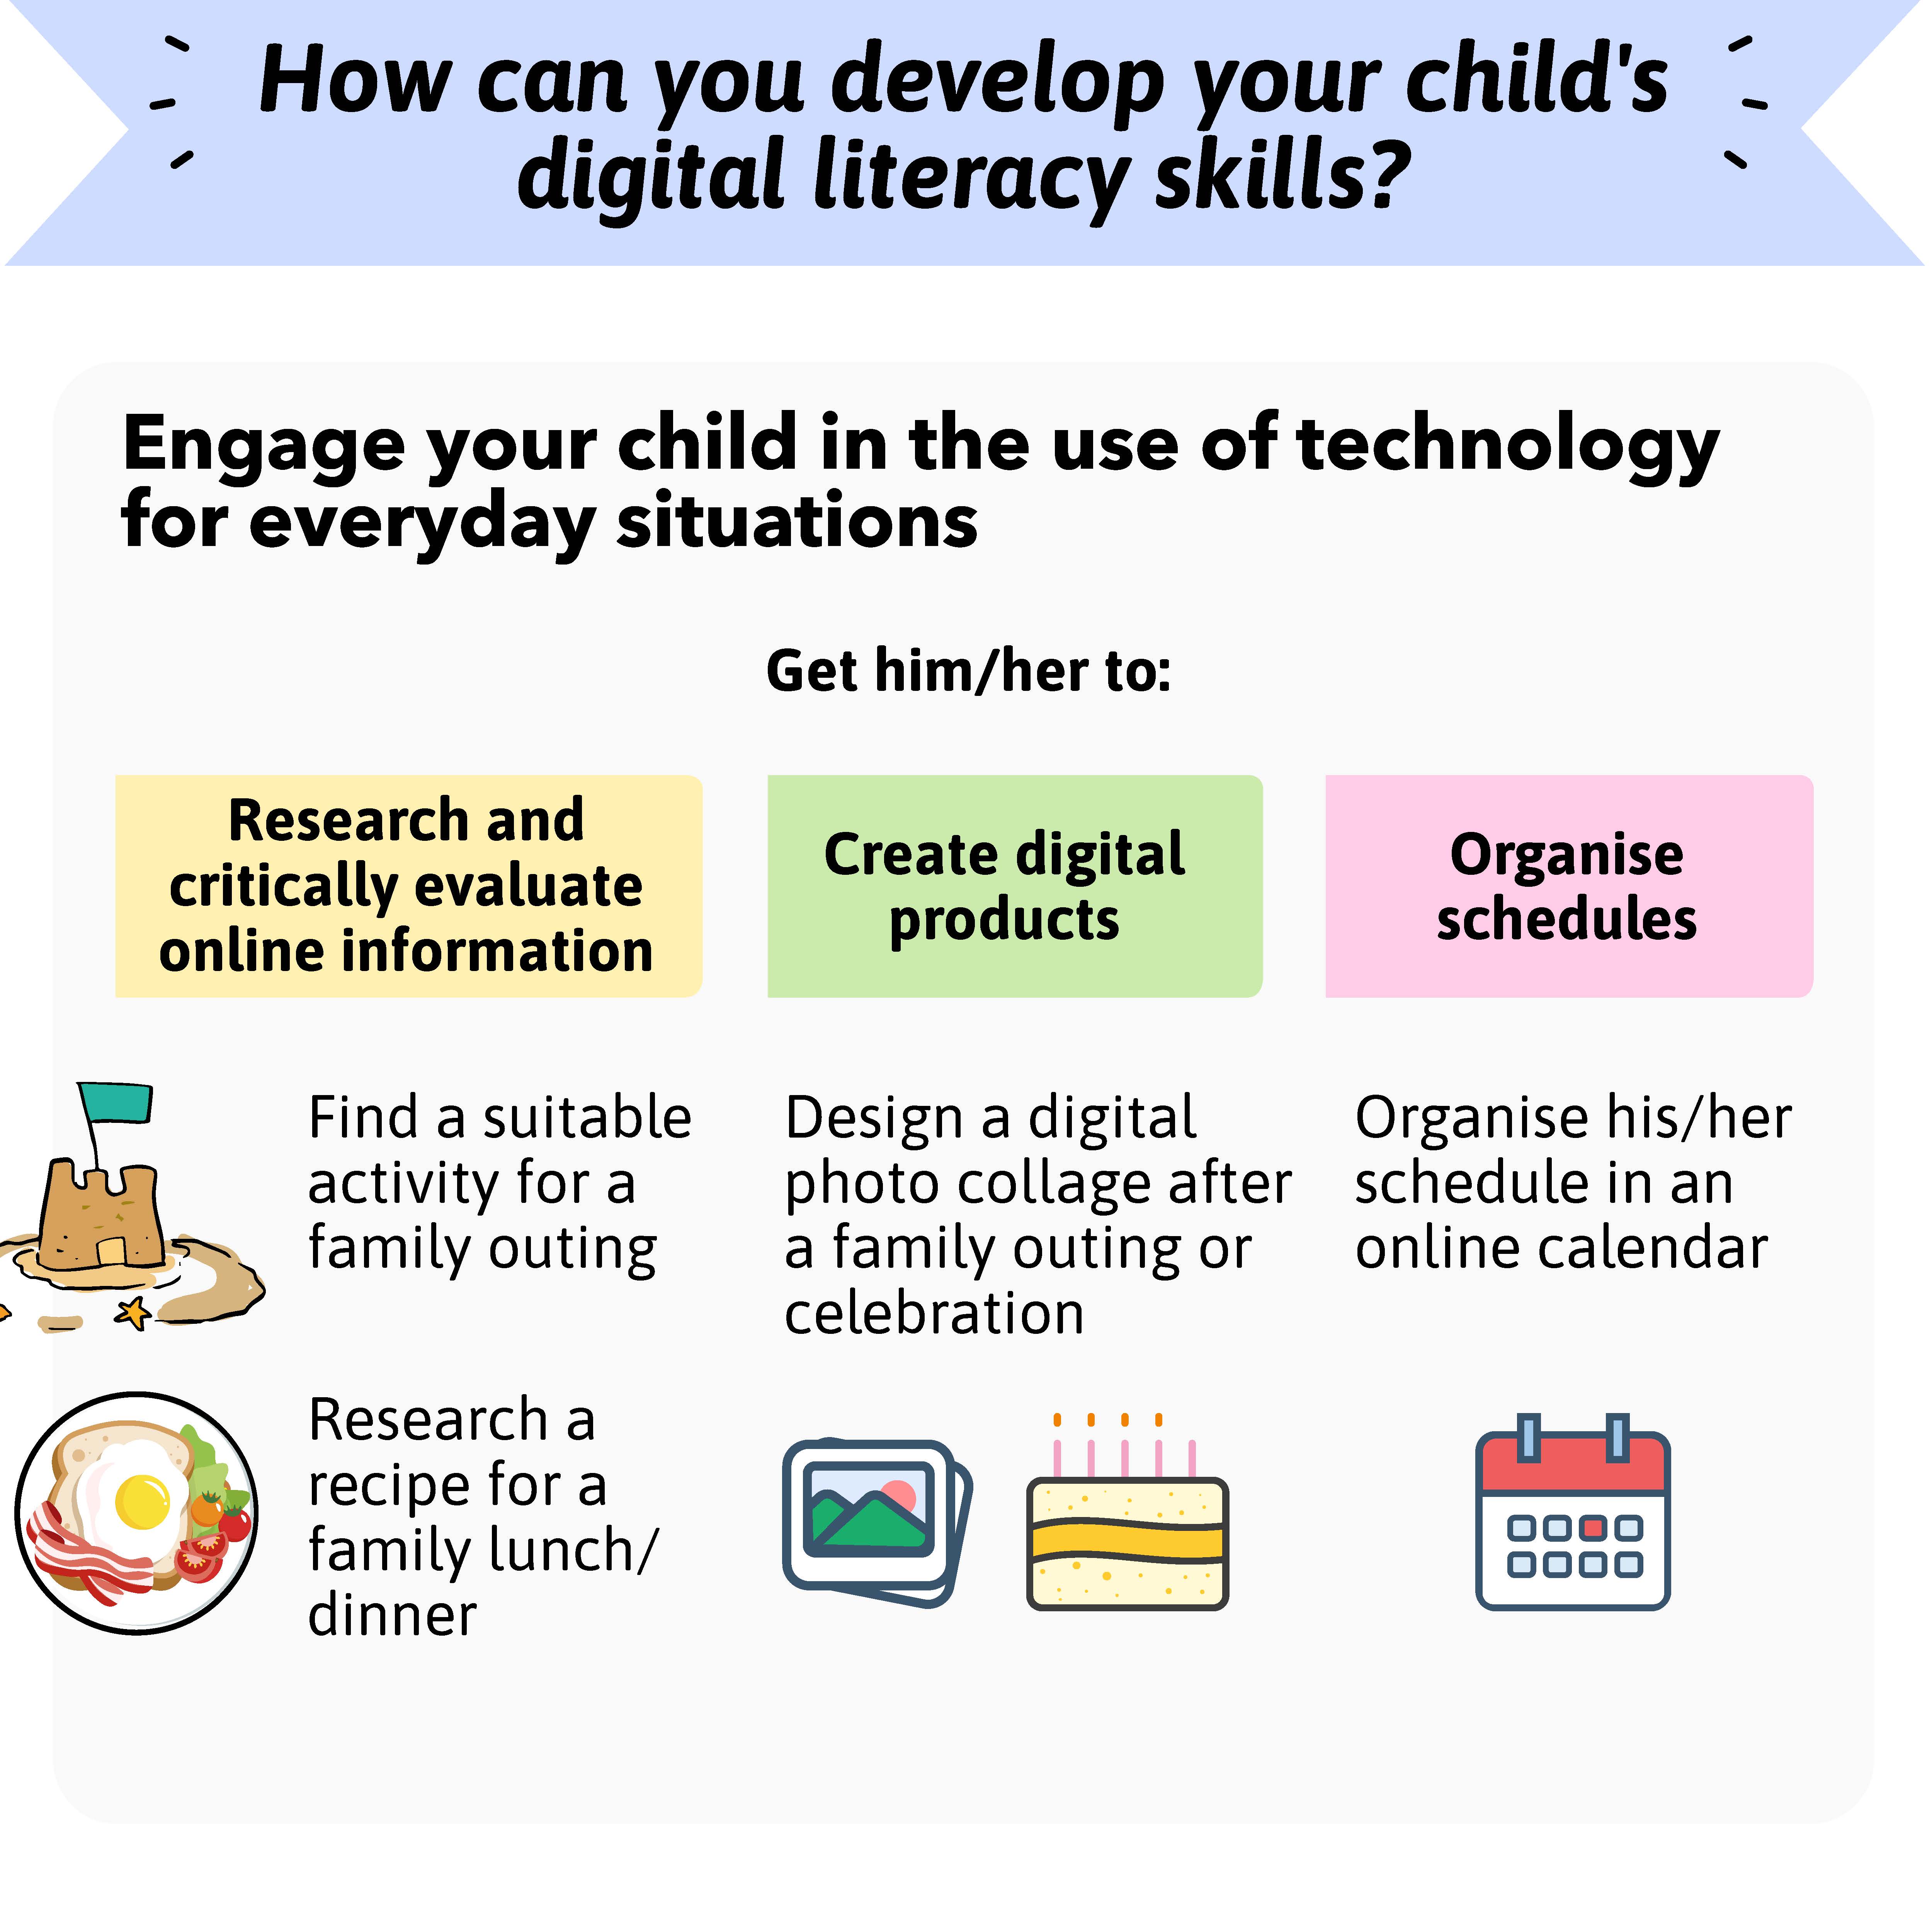 How can you develop your child's
digital literacy skills?
Engage your child in the use of technology
for everyday situations
Get him/her to:
Research and
critically evaluate
online information
Create digital
products
Organise
schedules
Find a suitable
activity for a
family outing
Research a
recipe for a
family lunch/
dinner
Design a digital
photo collage after
a family outing or
celebration
Organise his/her
schedule in an
online calendar